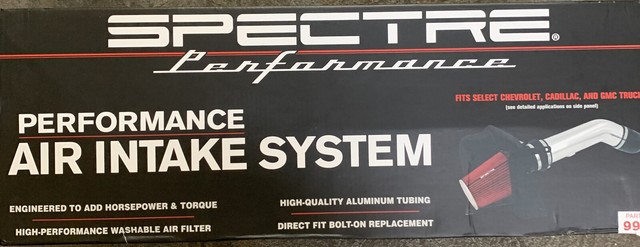 SPECTRE®
Performance
FITS SELECT CHEVROLET, CADILLAC, AND GMC TRUCK
(see detailed applications on side panel)
PERFORMANCE
AIR INTAKE SYSTEM
ENGINEERED TO ADD HORSEPOWER & TORQUE
HIGH-PERFORMANCE WASHABLE AIR FILTER
HIGH-QUALITY ALUMINUM TUBING
DIRECT FIT BOLT-ON REPLACEMENT
PART
99